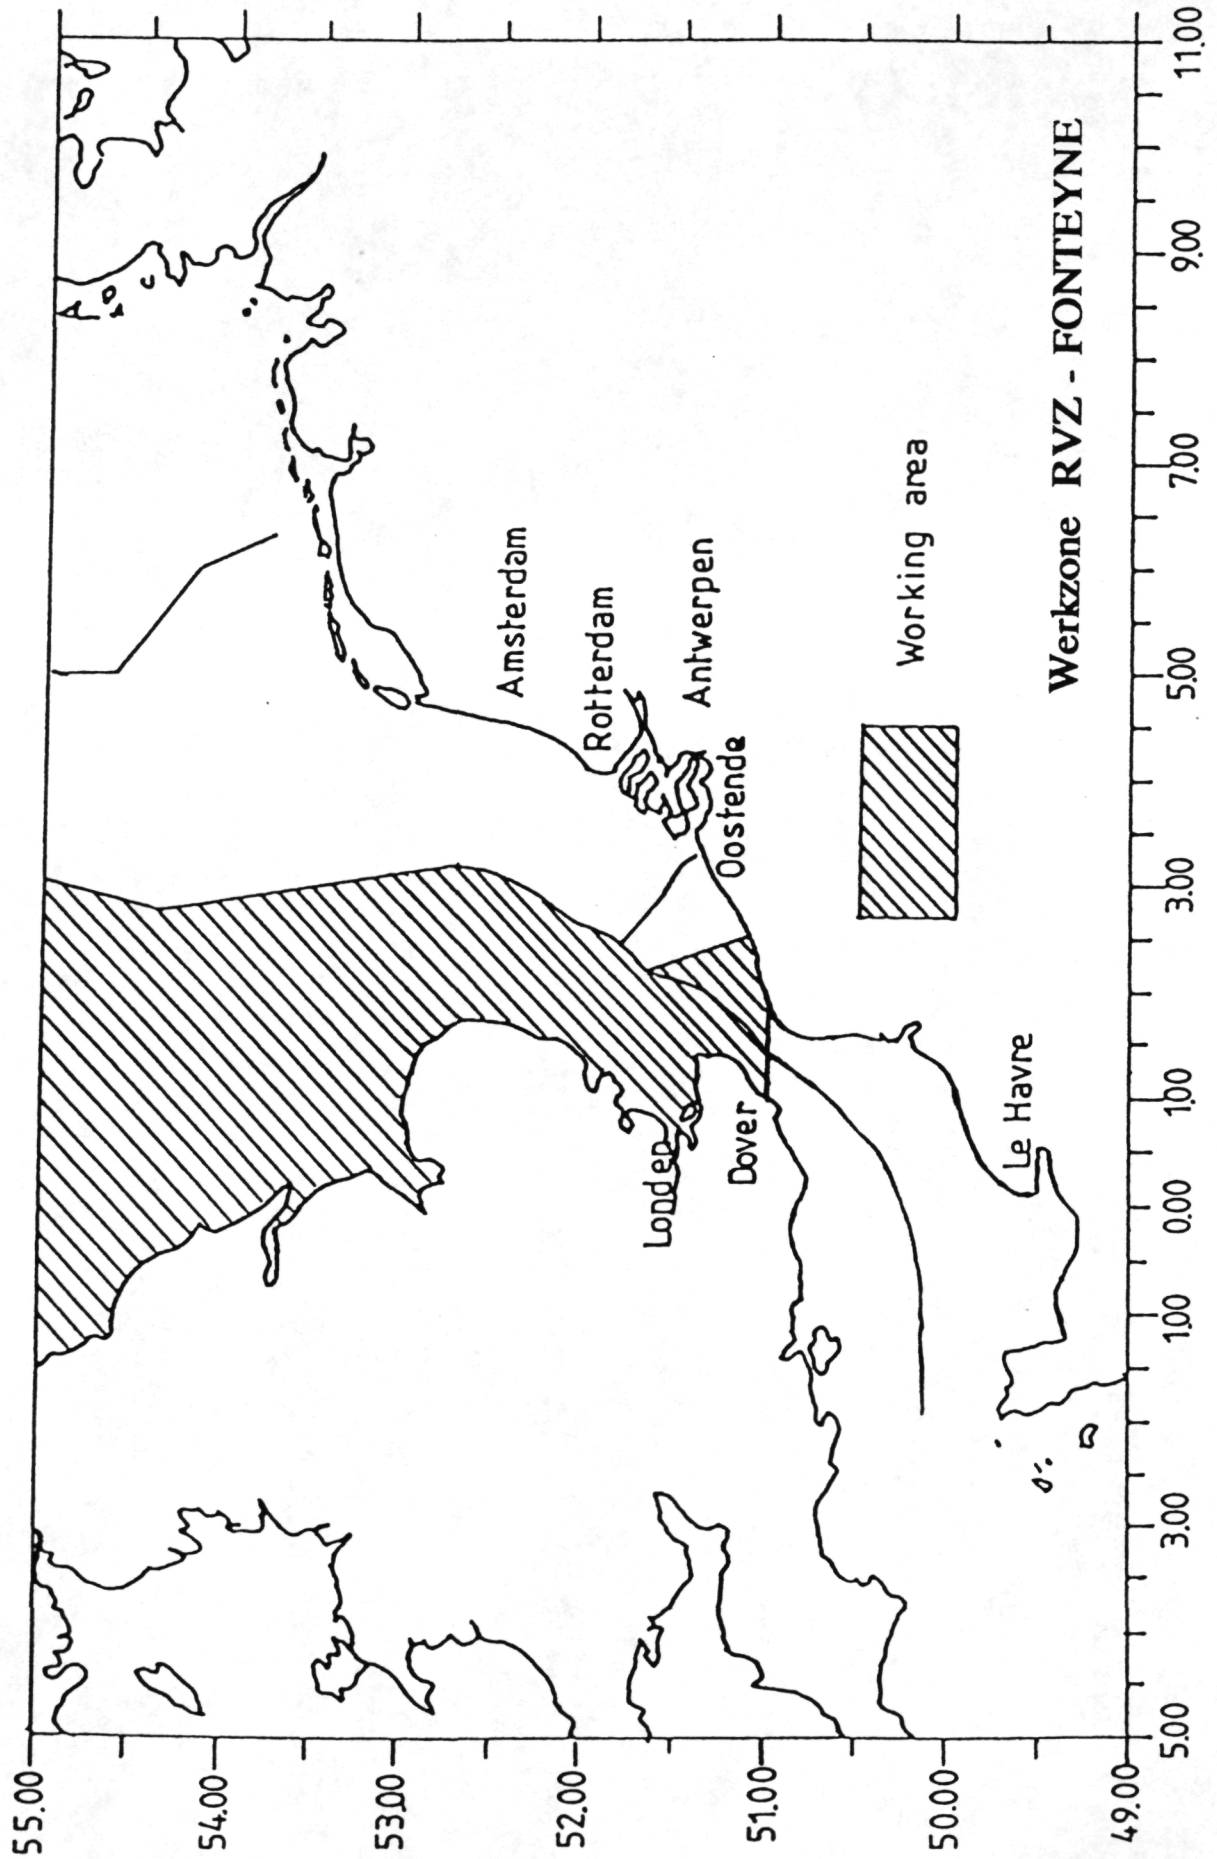 55.00
54.00
53.00
52.00
51.00
50.00
49.00
5.00
3.00
1.00
0.00
1.00
3.00
5.00
7.00
9.00
11.00
Amsterdam
Rotterdam
Antwerpen
Oostende
Londen
Dover
Le Havre
Working area
Werkzone RVZ - FONTEYNE